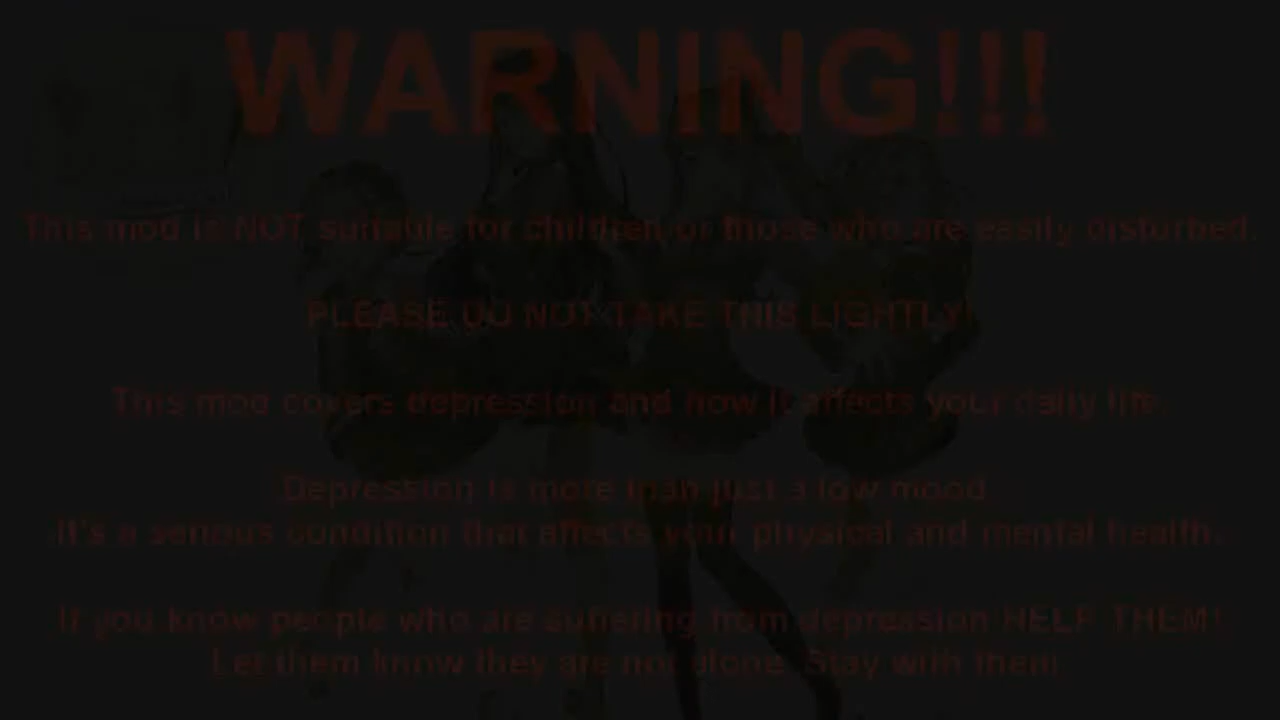 WARNING!!!
This mod is NOT suitable for children or those who are easily disturbed.
PLEASE DO NOT TAKE THIS LIGHTLY!
This mod covers depression and how it affects your daily life.
Depression is more than just a low mood.
It's a serious condition that affects your physical and mental health.
If you know people who are suffering from depression HELP THEM!
Let them know they are not alone. Stay with them.